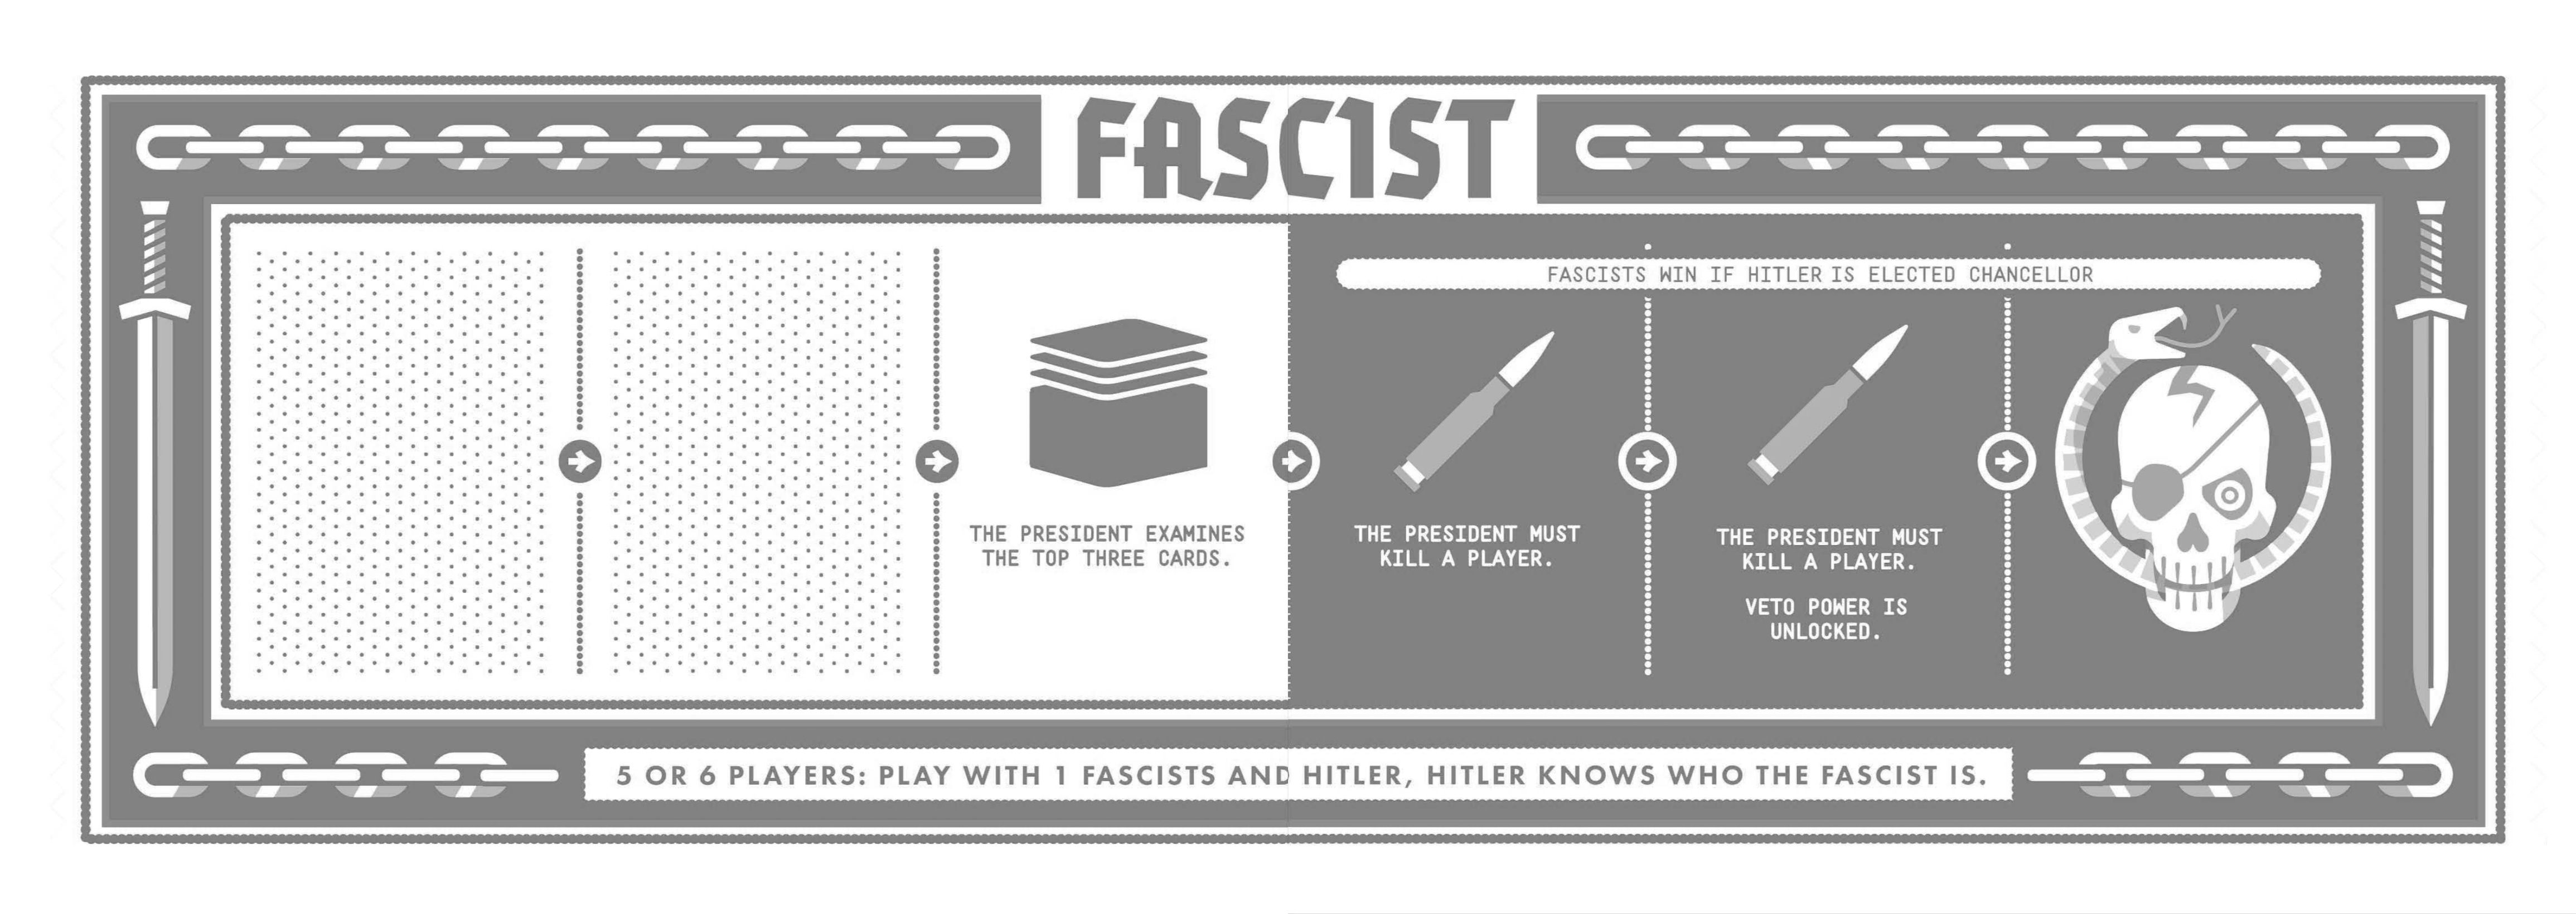 FASCIST
FASCISTS WIN IF HITLER IS ELECTED CHANCELLOR
THE PRESIDENT EXAMINES
THE TOP THREE CARDS.
THE PRESIDENT MUST
KILL A PLAYER.
THE PRESIDENT MUST
KILL A PLAYER.
VETO POWER IS
UNLOCKED.
5 OR 6 PLAYERS: PLAY WITH 1 FASCISTS AND HITLER, HITLER KNOWS WHO THE FASCIST IS.